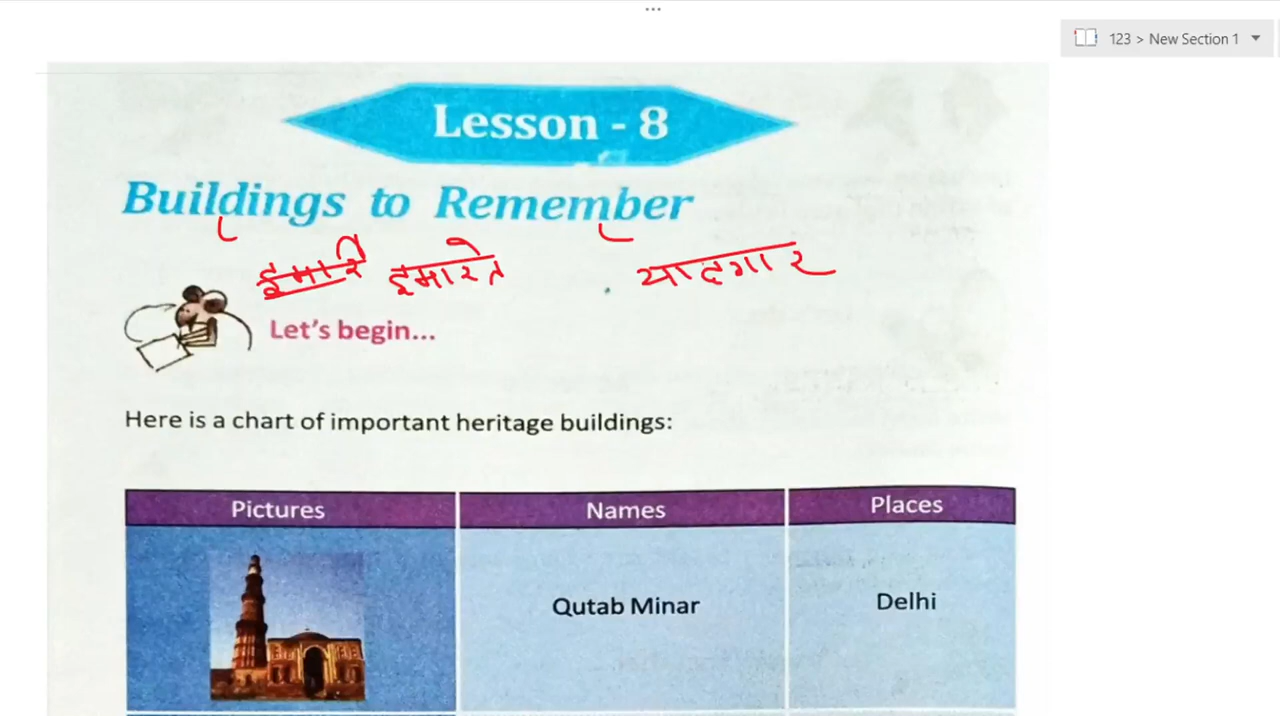 ...
123 > New Section 1
Lesson - 8
Buildings to Remember
इमारते यादगार
Let's begin...
Here is a chart of important heritage buildings:
Pictures Names Places
Qutab Minar Delhi